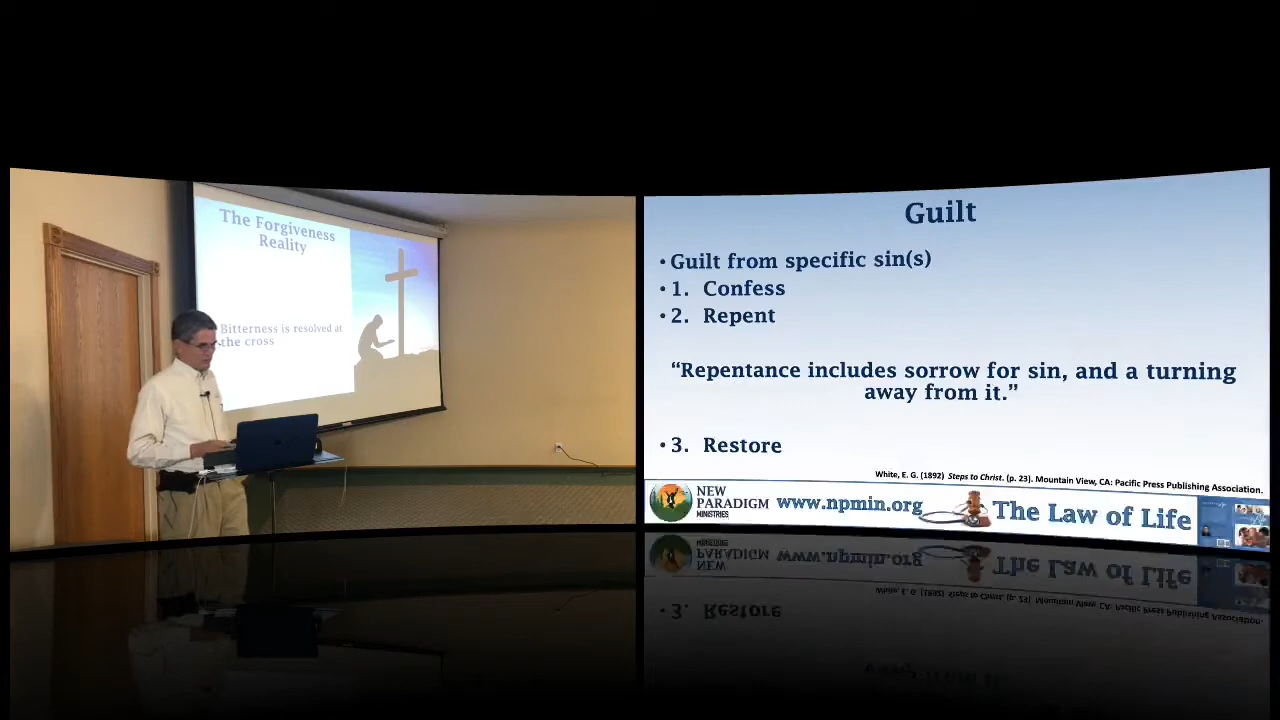 The Forgiveness
Reality
Bitterness is resolved at
the cross
Guilt
• Guilt from specific sin(s)
• 1. Confess
• 2. Repent
“Repentance includes sorrow for sin, and a turning
away from it.”
• 3. Restore
White, E. G. (1892) Steps to Christ. (p. 23). Mountain View, CA: Pacific Press Publishing Association.
NEW
PARADIGM
MINISTRIES
www.npmin.org
The Law of Life